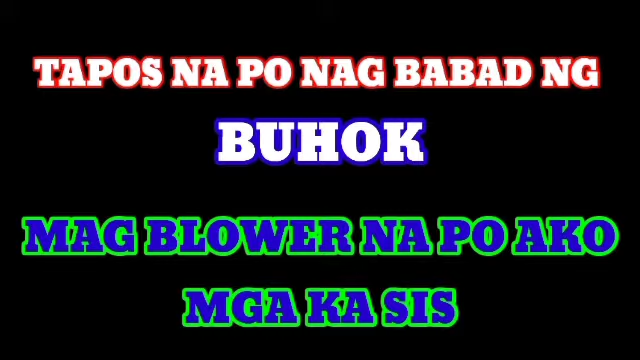 TAPOS NA PO NAG BABAD NG
BUHOK
MAG BLOWER NA PO AKO
MGA KA SIS